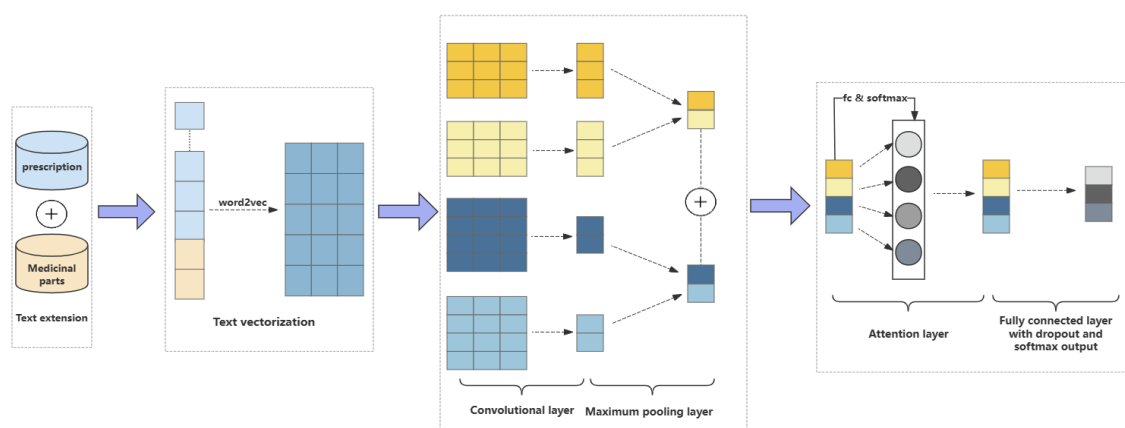 prescription
Medicinal
parts
Text extension
word2vec
Text vectorization
Convolutional layer
Maximum pooling layer
fc & softmax
Attention layer
Fully connected layer
with dropout and
softmax output